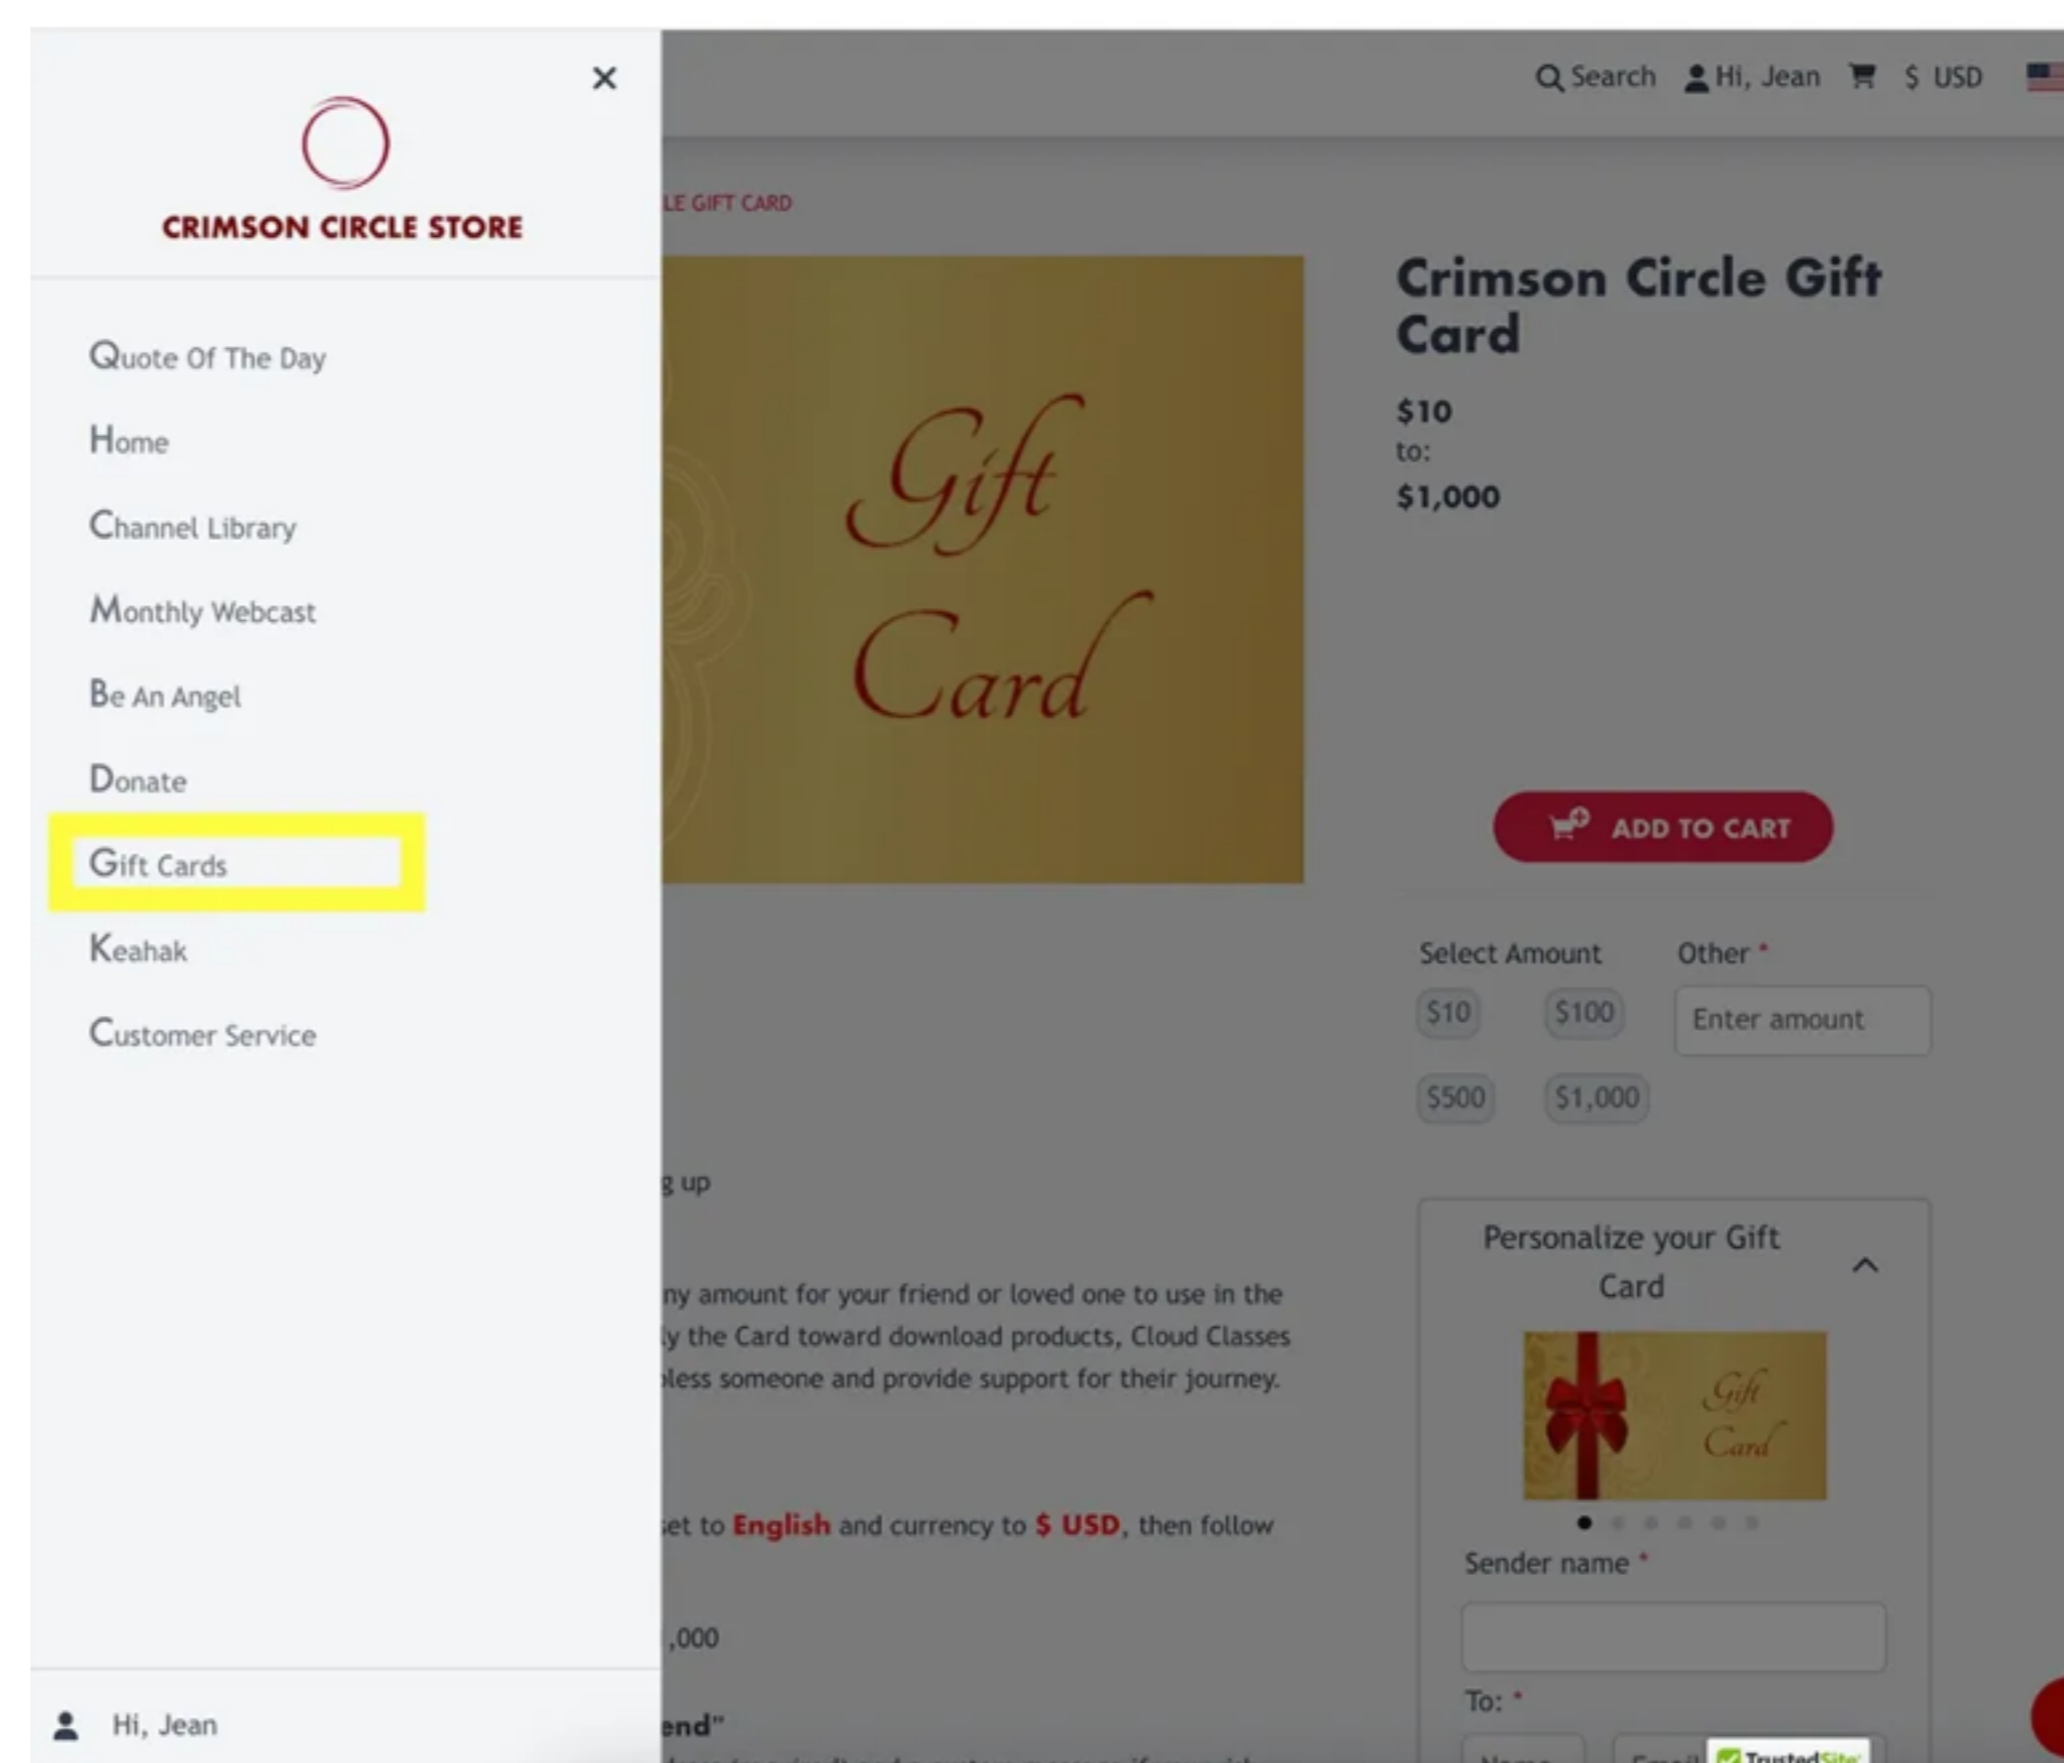 CRIMSON CIRCLE STORE
Quote Of The Day
Home
Channel Library
Monthly Webcast
Be An Angel
Donate
Gift Cards
Keahak
Customer Service
Hi, Jean
Search Hi, Jean $ USD
LE GIFT CARD
Gift
Card
g up
ny amount for your friend or loved one to use in the
y the Card toward download products, Cloud Classes
less someone and provide support for their journey.
set to English and currency to $ USD, then follow
,000
end"
Crimson Circle Gift
Card
$10
to:
$1,000
ADD TO CART
Select Amount Other *
$10 $100 Enter amount
$500 $1,000
Personalize your Gift
Card
Gift
Card
Sender name *
To: *
Name Email
TrustedSite